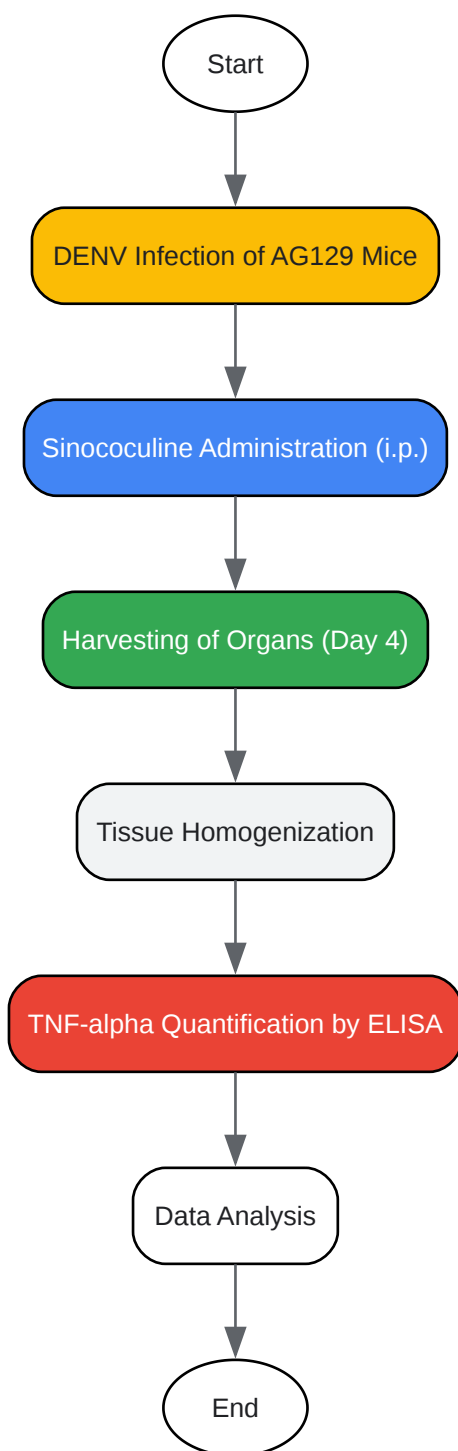 Start
DENV Infection of AG129 Mice
Sinococuline Administration (i.p.)
Harvesting of Organs (Day 4)
Tissue Homogenization
TNF-alpha Quantification by ELISA
Data Analysis
End